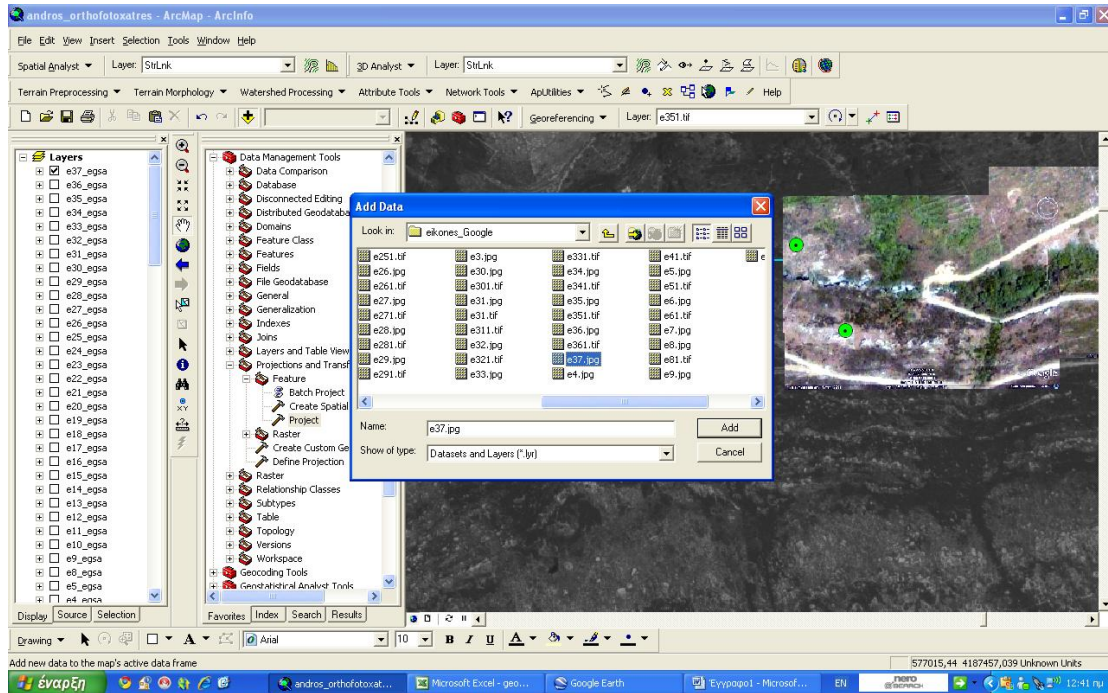 andros_orthofotoxatres - ArcMap - ArcInfo
File Edit View Insert Selection Tools Window Help
Spatial Analyst Layer: StrLnk 3D Analyst Layer: StrLnk
Terrain Preprocessing Terrain Morphology Watershed Processing Attribute Tools Network Tools ApUtilities Help
Georeferencing Layer: e351.tif
Layers
e37_egsa
e36_egsa
e35_egsa
e34_egsa
e33_egsa
e32_egsa
e31_egsa
e30_egsa
e29_egsa
e28_egsa
e27_egsa
e26_egsa
e25_egsa
e24_egsa
e23_egsa
e22_egsa
e21_egsa
e20_egsa
e19_egsa
e18_egsa
e17_egsa
e16_egsa
e15_egsa
e14_egsa
e13_egsa
e12_egsa
e11_egsa
e10_egsa
e9_egsa
e8_egsa
e5_egsa
e4_egsa
Display Source Selection
Data Management Tools
Data Comparison
Database
Disconnected Editing
Distributed Geodataba
Domains
Feature Class
Features
Fields
File Geodatabase
General
Generalization
Indexes
Joins
Layers and Table View
Projections and Transf
Feature
Batch Project
Create Spatial
Project
Raster
Create Custom Ge
Define Projection
Raster
Relationship Classes
Subtypes
Table
Topology
Versions
Workspace
Geocoding Tools
Geostatistical Analyst Tools
Favorites Index Search Results
Add Data
Look in: eikones_Google
e251.tif e3.jpg e331.tif e41.tif e
e26.jpg e30.jpg e34.jpg e5.jpg
e261.tif e301.tif e341.tif e51.tif
e27.jpg e31.jpg e35.jpg e6.jpg
e271.tif e31.tif e351.tif e61.tif
e28.jpg e311.tif e36.jpg e7.jpg
e281.tif e32.jpg e361.tif e8.jpg
e29.jpg e321.tif e37.jpg e81.tif
e291.tif e33.jpg e4.jpg e9.jpg
Name: e37.jpg Add
Show of type: Datasets and Layers (*.lyr) Cancel
Google
Drawing A Arial 10 B I U A
Add new data to the map's active data frame 577015,44 4187457,039 Unknown Units
έναρξη andros_orthofotoxat... Microsoft Excel - geo... Google Earth Έγγραφο1 - Microsof... EN nero SEARCH 12:41 πμ